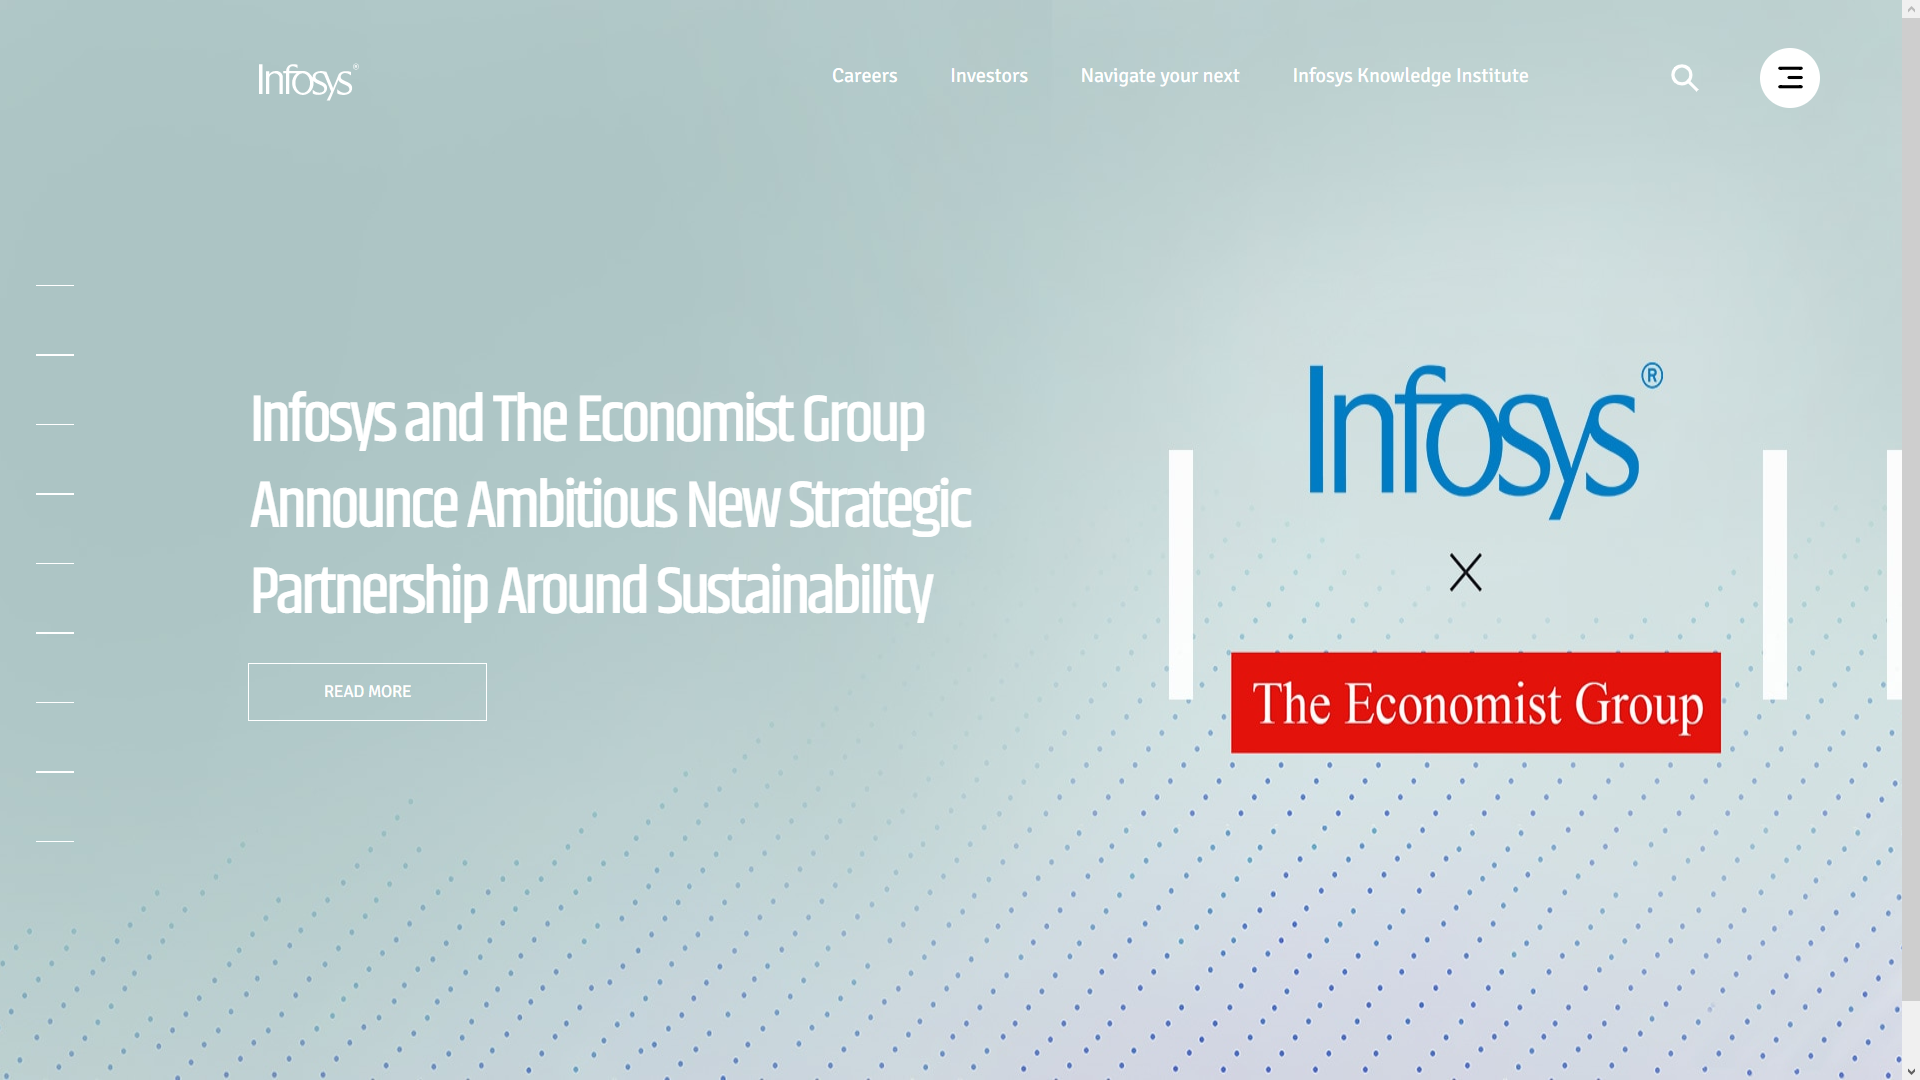 Infosys®
Careers
Investors
Navigate your next
Infosys Knowledge Institute
Infosys and The Economist Group
Announce Ambitious New Strategic
Partnership Around Sustainability
READ MORE
Infosys®
X
The Economist Group